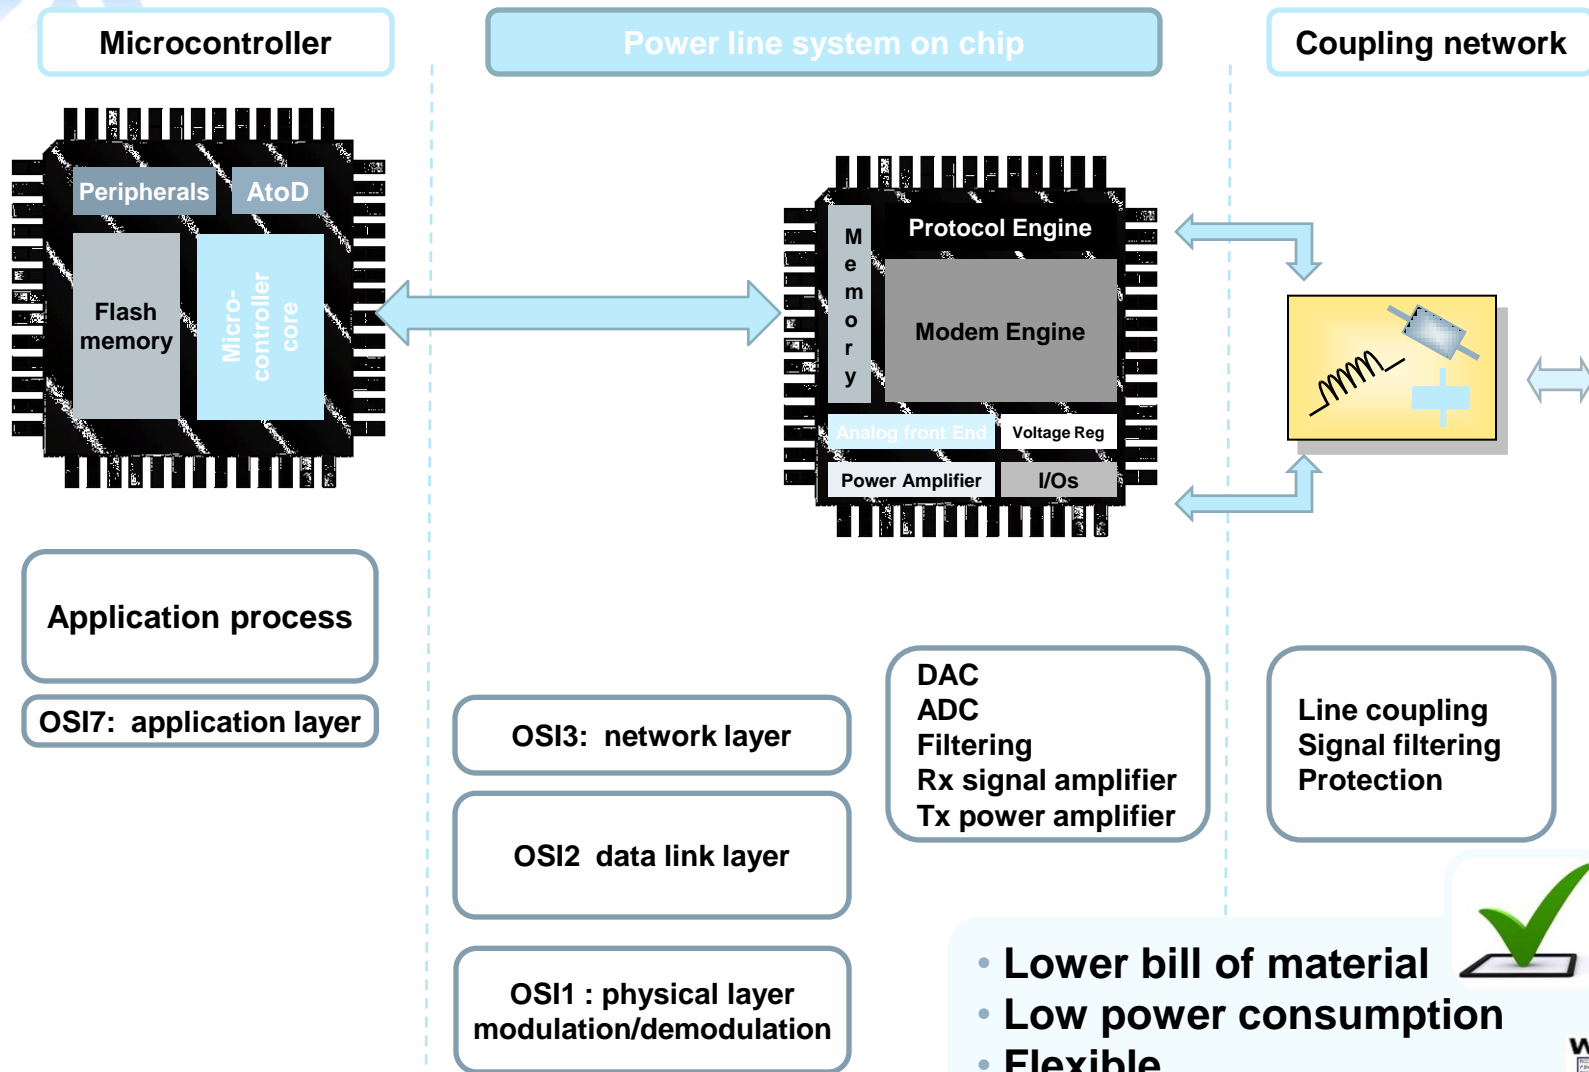 Microcontroller
Power line system on chip
Coupling network
Peripherals
AtoD
Flash
memory
Micro-
controller
core
M
e
m
o
r
y
Protocol Engine
Modem Engine
Analog front End
Voltage Reg
Power Amplifier
I/Os
Application process
OSI7:  application layer
OSI3:  network layer
OSI2  data link layer
OSI1 : physical layer
modulation/demodulation
DAC
ADC
Filtering
Rx signal amplifier
Tx power amplifier
Line coupling
Signal filtering
Protection
• Lower bill of material
• Low power consumption
• Flexible